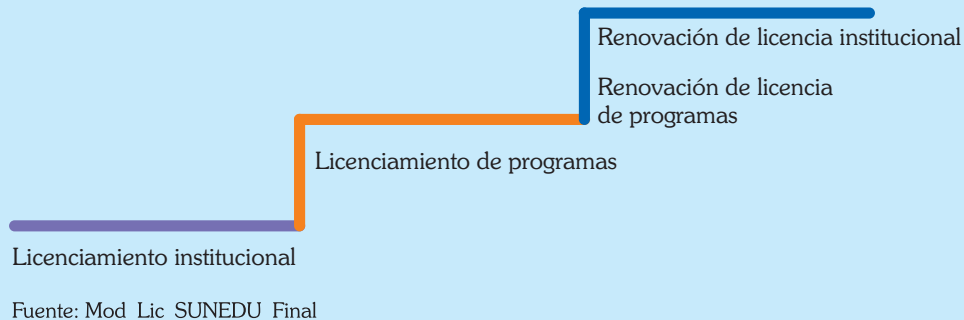 Renovación de licencia institucional
Renovación de licencia
de programas
Licenciamiento de programas
Licenciamiento institucional
Fuente: Mod Lic SUNEDU Final